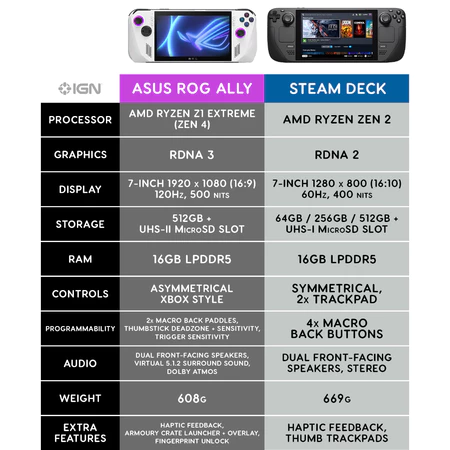 IGN
ASUS ROG ALLY
STEAM DECK
PROCESSOR
AMD RYZEN Z1 EXTREME
(ZEN 4)
AMD RYZEN ZEN 2
GRAPHICS
RDNA 3
RDNA 2
DISPLAY
7-INCH 1920 x 1080 (16:9)
120Hz, 500 NITS
7-INCH 1280 x 800 (16:10)
60Hz, 400 NITS
STORAGE
512GB +
UHS-II MicroSD SLOT
64GB / 256GB / 512GB +
UHS-I MicroSD SLOT
RAM
16GB LPDDR5
16GB LPDDR5
CONTROLS
ASYMMETRICAL
XBOX STYLE
SYMMETRICAL,
2x TRACKPAD
PROGRAMMABILITY
2x MACRO BACK PADDLES,
THUMBSTICK DEADZONE + SENSITIVITY,
TRIGGER SENSITIVITY
4x MACRO
BACK BUTTONS
AUDIO
DUAL FRONT-FACING SPEAKERS,
VIRTUAL 5.1.2 SURROUND SOUND,
DOLBY ATMOS
DUAL FRONT-FACING
SPEAKERS, STEREO
WEIGHT
608G
669G
EXTRA
FEATURES
HAPTIC FEEDBACK,
ARMOURY CRATE LAUNCHER + OVERLAY,
FINGERPRINT UNLOCK
HAPTIC FEEDBACK,
THUMB TRACKPADS